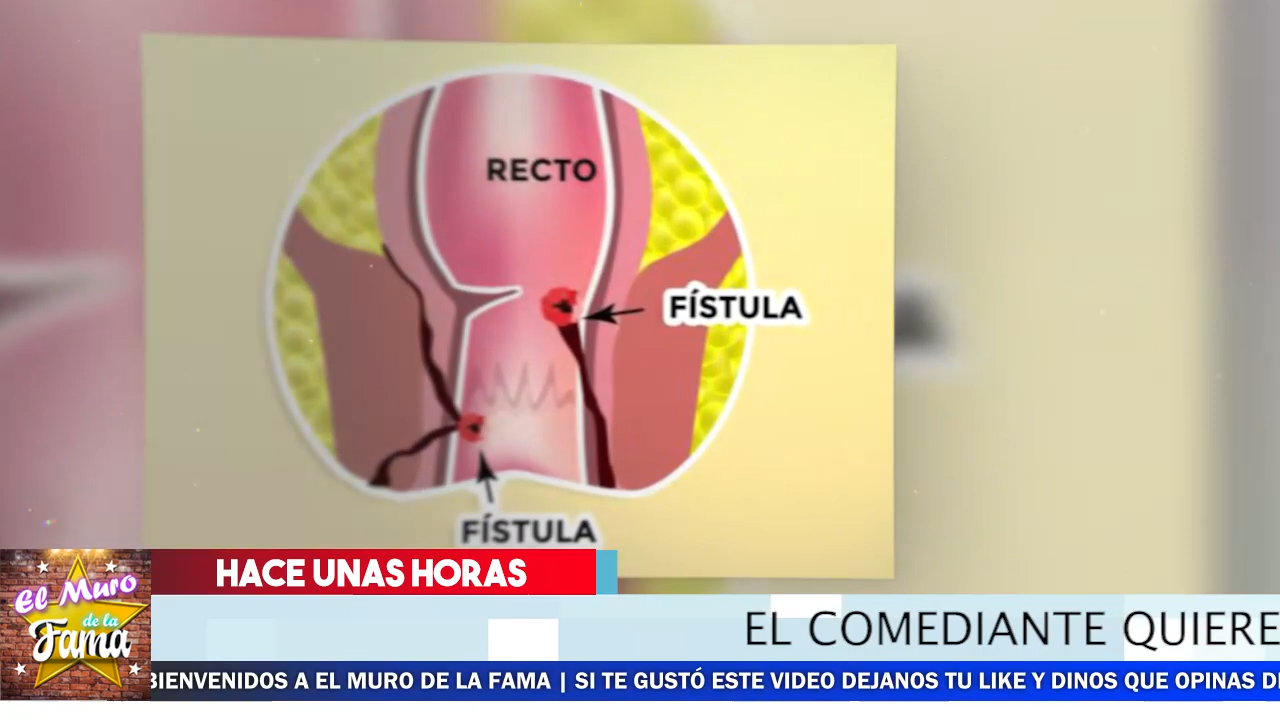 RECTO
FÍSTULA
FÍSTULA
HACE UNAS HORAS
El Muro
de la
Fama
EL COMEDIANTE QUIERE
BIENVENIDOS A EL MURO DE LA FAMA | SI TE GUSTÓ ESTE VIDEO DEJANOS TU LIKE Y DINOS QUE OPINAS